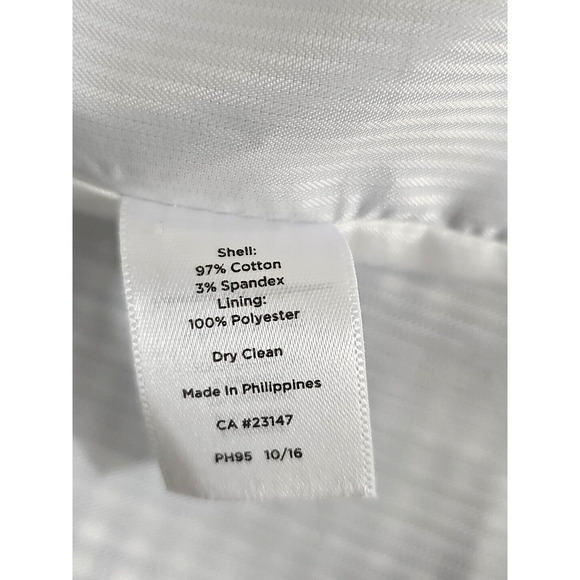 Shell:
97% Cotton
3% Spandex
Lining:
100% Polyester
Dry Clean
Made In Philippines
CA #23147
PH95 10/16